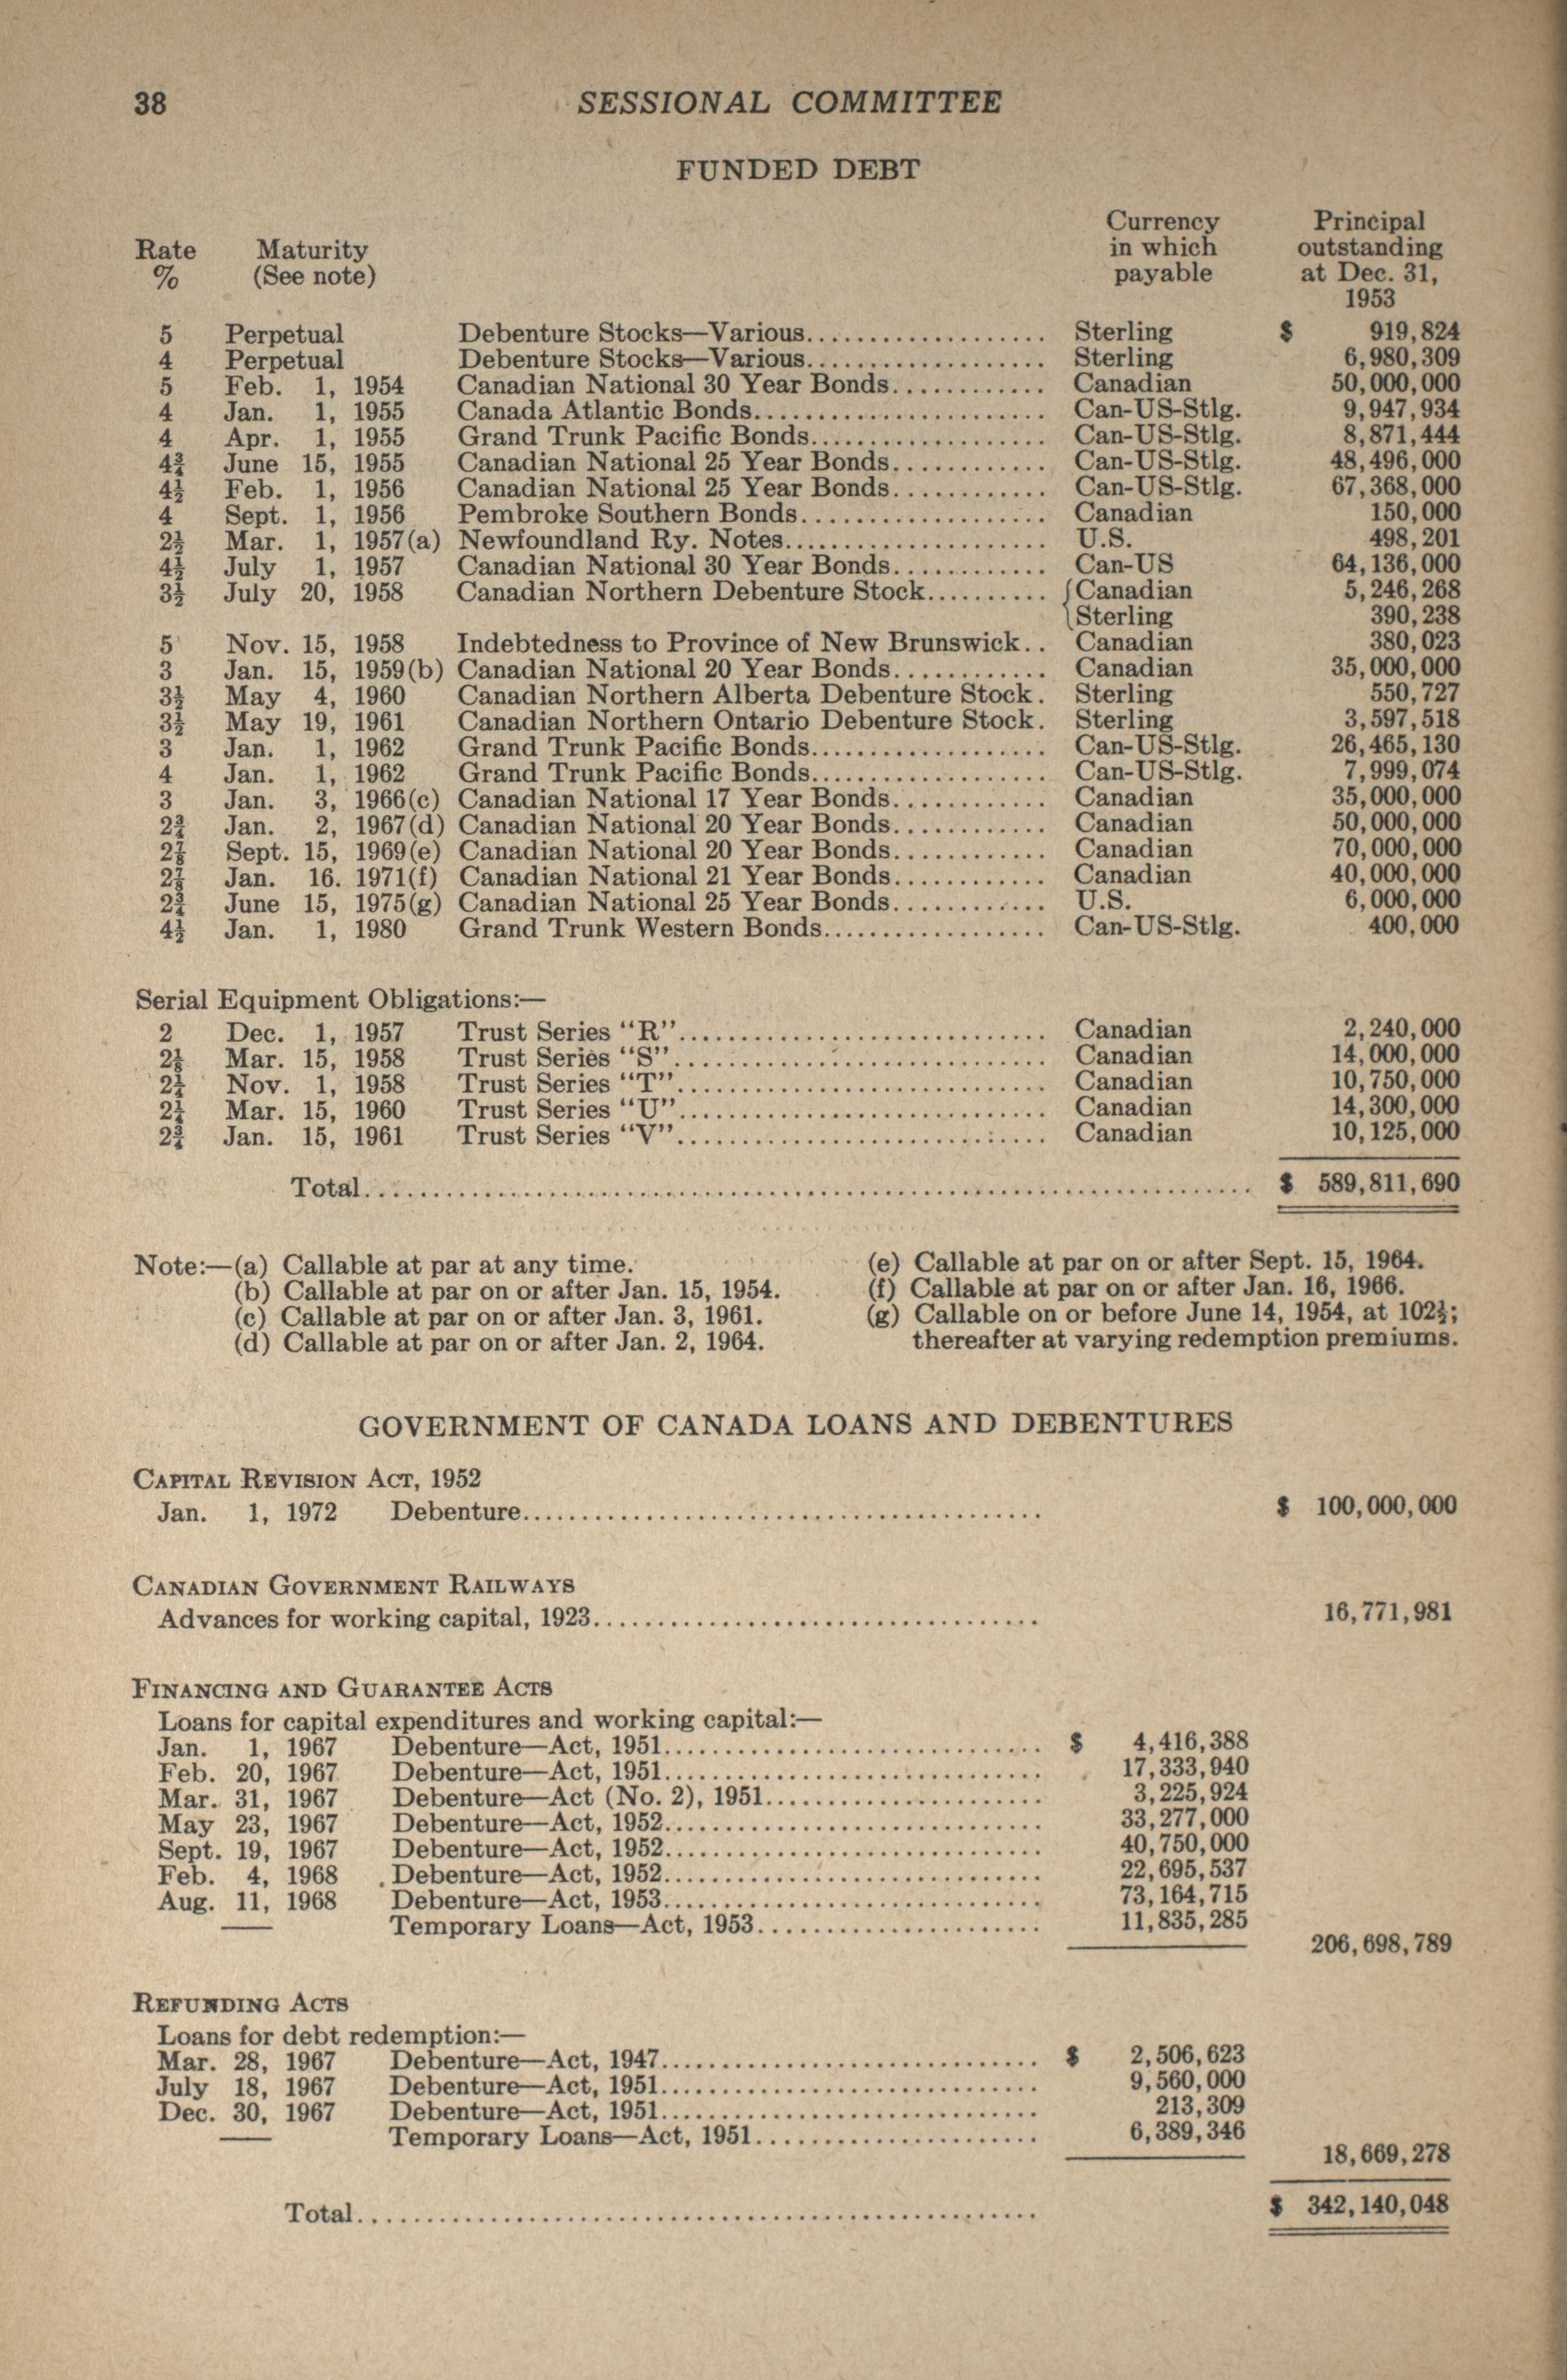 38 SESSIONAL COMMITTEE
FUNDED DEBT
Rate % Maturity (See note) Currency in which payable Principal outstanding at Dec. 31, 1953
5 Perpetual Debenture Stocks—Various Sterling $ 919,824
4 Perpetual Debenture Stocks—Various Sterling 6,980,309
5 Feb. 1, 1954 Canadian National 30 Year Bonds Canadian 50,000,000
4 Jan. 1, 1955 Canada Atlantic Bonds Can-US-Stlg. 9,947,934
4 Apr. 1, 1955 Grand Trunk Pacific Bonds Can-US-Stlg. 8,871,444
4¾ June 15, 1955 Canadian National 25 Year Bonds Can-US-Stlg. 48,496,000
4½ Feb. 1, 1956 Canadian National 25 Year Bonds Can-US-Stlg. 67,368,000
4 Sept. 1, 1956 Pembroke Southern Bonds Canadian 150,000
2½ Mar. 1, 1957(a) Newfoundland Ry. Notes U.S. 498,201
4½ July 1, 1957 Canadian National 30 Year Bonds Can-US 64,136,000
3½ July 20, 1958 Canadian Northern Debenture Stock {Canadian 5,246,268
Sterling 390,238
5 Nov. 15, 1958 Indebtedness to Province of New Brunswick Canadian 380,023
3 Jan. 15, 1959(b) Canadian National 20 Year Bonds Canadian 35,000,000
3½ May 4, 1960 Canadian Northern Alberta Debenture Stock Sterling 550,727
3½ May 19, 1961 Canadian Northern Ontario Debenture Stock Sterling 3,597,518
3 Jan. 1, 1962 Grand Trunk Pacific Bonds Can-US-Stlg. 26,465,130
4 Jan. 1, 1962 Grand Trunk Pacific Bonds Can-US-Stlg. 7,999,074
3 Jan. 3, 1966(c) Canadian National 17 Year Bonds Canadian 35,000,000
2¾ Jan. 2, 1967(d) Canadian National 20 Year Bonds Canadian 50,000,000
2⅞ Sept. 15, 1969(e) Canadian National 20 Year Bonds Canadian 70,000,000
2⅞ Jan. 16. 1971(f) Canadian National 21 Year Bonds Canadian 40,000,000
2¾ June 15, 1975(g) Canadian National 25 Year Bonds U.S. 6,000,000
4½ Jan. 1, 1980 Grand Trunk Western Bonds Can-US-Stlg. 400,000
Serial Equipment Obligations:—
2 Dec. 1, 1957 Trust Series "R" Canadian 2,240,000
Mar. 15, 1958 Trust Series "S" Canadian 14,000,000
Nov. 1, 1958 Trust Series "T" Canadian 10,750,000
Mar. 15, 1960 Trust Series "U" Canadian 14,300,000
2¾ Jan. 15, 1961 Trust Series "V" Canadian 10,125,000
Total $ 589,811,690
Note:—(a) Callable at par at any time.
(b) Callable at par on or after Jan. 15, 1954.
(c) Callable at par on or after Jan. 3, 1961.
(d) Callable at par on or after Jan. 2, 1964.
(e) Callable at par on or after Sept. 15, 1964.
(f) Callable at par on or after Jan. 16, 1966.
(g) Callable on or before June 14, 1954, at
thereafter at varying redemption premiums.
GOVERNMENT OF CANADA LOANS AND DEBENTURES
CAPITAL REVISION ACT, 1952
Jan. 1, 1972 Debenture $ 100,000,000
CANADIAN GOVERNMENT RAILWAYS
Advances for working capital, 1923 16,771,981
FINANCING AND GUARANTEE ACTS
Loans for capital expenditures and working capital:—
Jan. 1, 1967 Debenture—Act, 1951 $ 4,416,388
Feb. 20, 1967 Debenture—Act, 1951 17,333,940
Mar. 31, 1967 Debenture—Act (No. 2), 1951 3,225,924
May 23, 1967 Debenture—Act, 1952 33,277,000
Sept. 19, 1967 Debenture—Act, 1952 40,750,000
Feb. 4, 1968 Debenture—Act, 1952 22,695,537
Aug. 11, 1968 Debenture—Act, 1953 73,164,715
—— Temporary Loans—Act, 1953 11,835,285
206,698,789
REFUNDING ACTS
Loans for debt redemption:—
Mar. 28, 1967 Debenture—Act, 1947 $ 2,506,623
July 18, 1967 Debenture—Act, 1951 9,560,000
Dec. 30, 1967 Debenture—Act, 1951 213,309
—— Temporary Loans—Act, 1951 6,389,346
18,669,278
Total $ 342,140,048